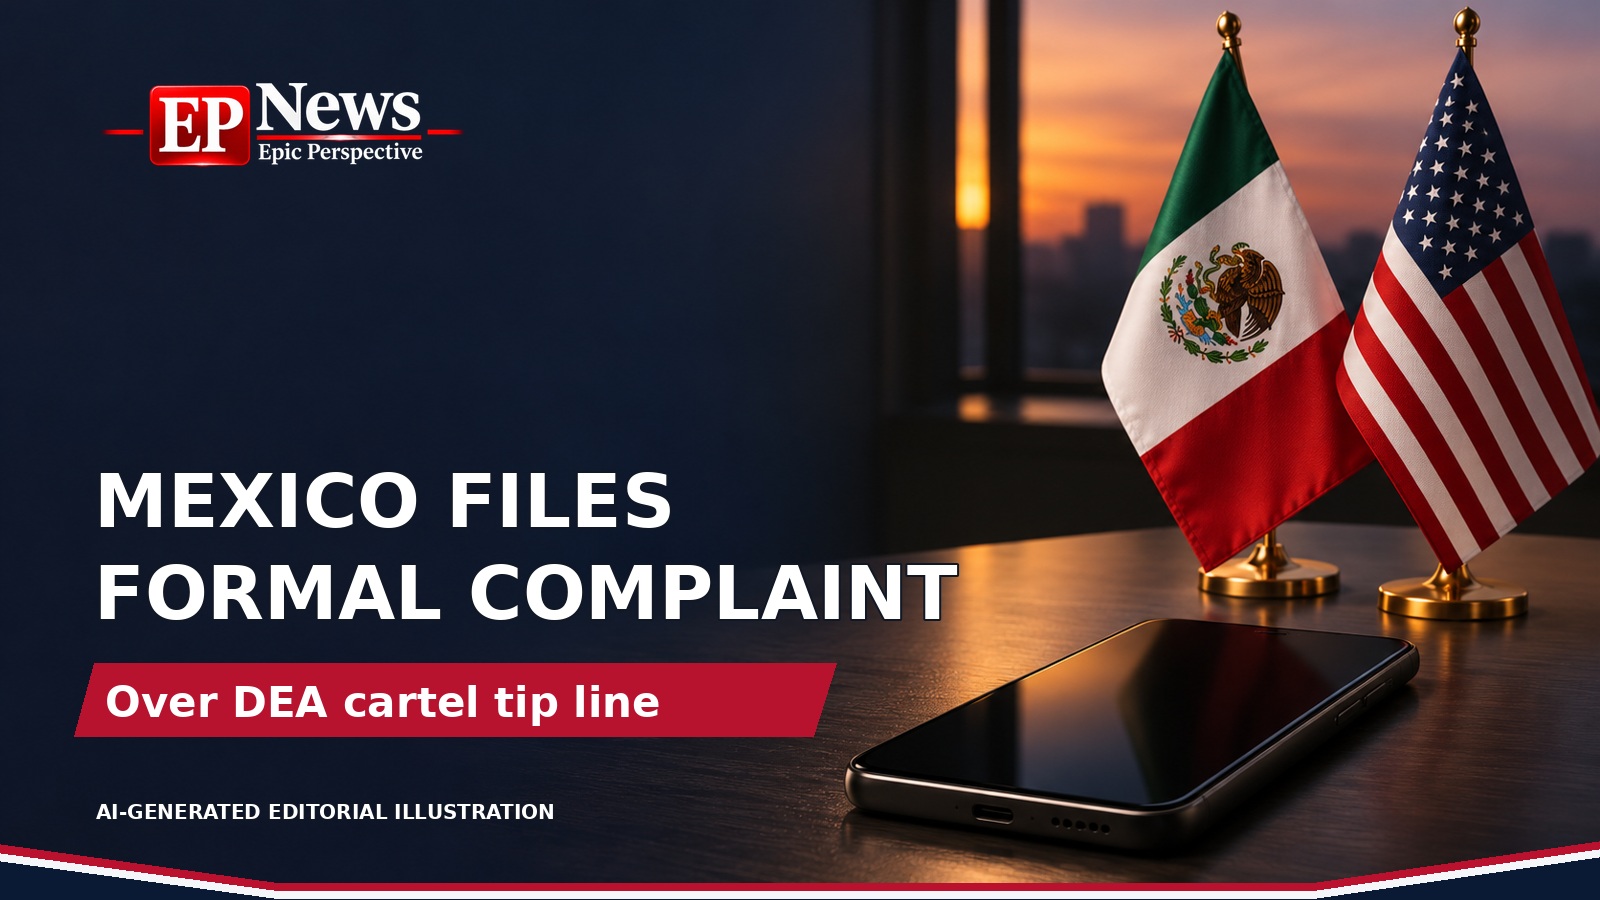 EP News
Epic Perspective
MEXICO FILES
FORMAL COMPLAINT
Over DEA cartel tip line
AI-GENERATED EDITORIAL ILLUSTRATION